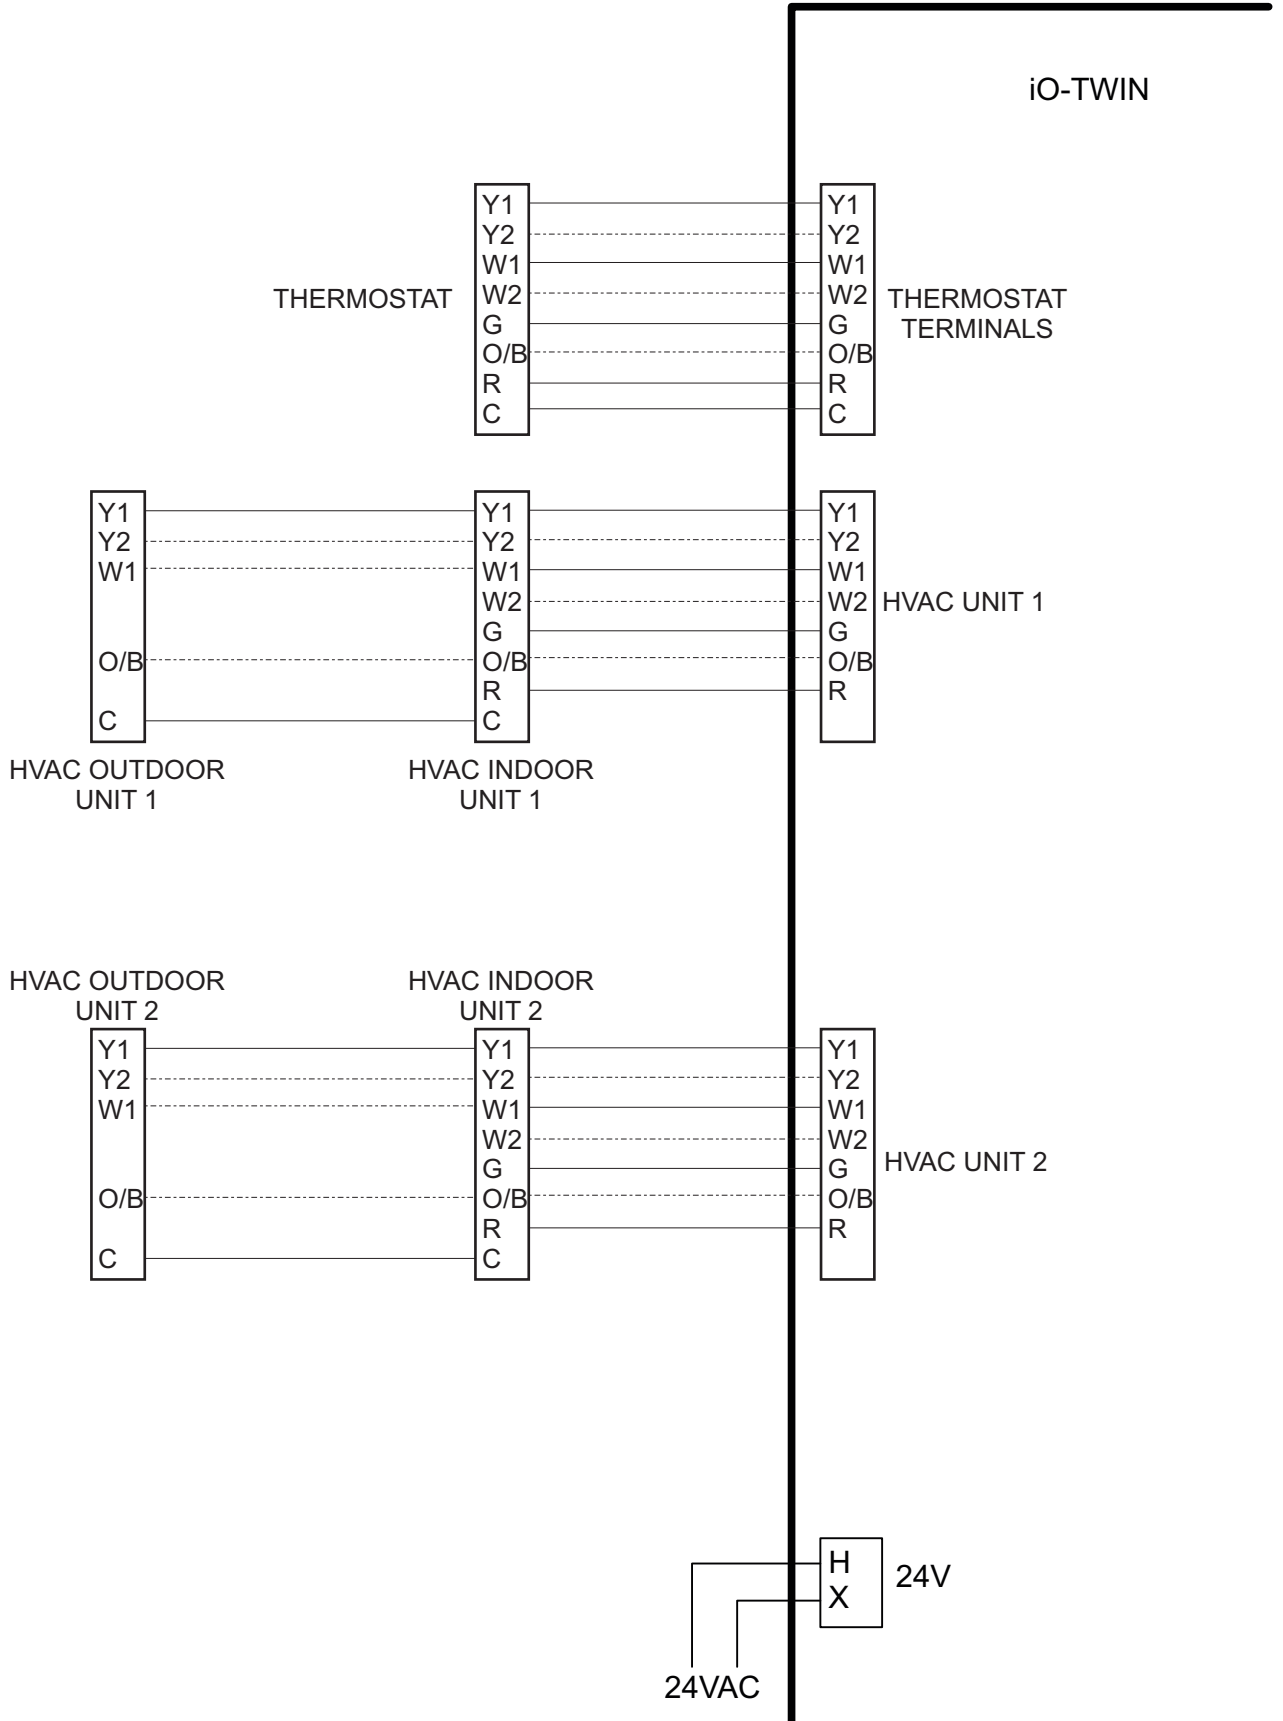 iO-TWIN
THERMOSTAT
Y1
Y2
W1
W2
G
O/B
R
C
Y1
Y2
W1
W2
G
O/B
R
C
THERMOSTAT
TERMINALS
Y1
Y2
W1
O/B
C
HVAC OUTDOOR
UNIT 1
Y1
Y2
W1
W2
G
O/B
R
C
HVAC INDOOR
UNIT 1
Y1
Y2
W1
W2
G
O/B
R
HVAC UNIT 1
HVAC OUTDOOR
UNIT 2
Y1
Y2
W1
O/B
C
HVAC INDOOR
UNIT 2
Y1
Y2
W1
W2
G
O/B
R
C
Y1
Y2
W1
W2
G
O/B
R
HVAC UNIT 2
H
X
24V
24VAC